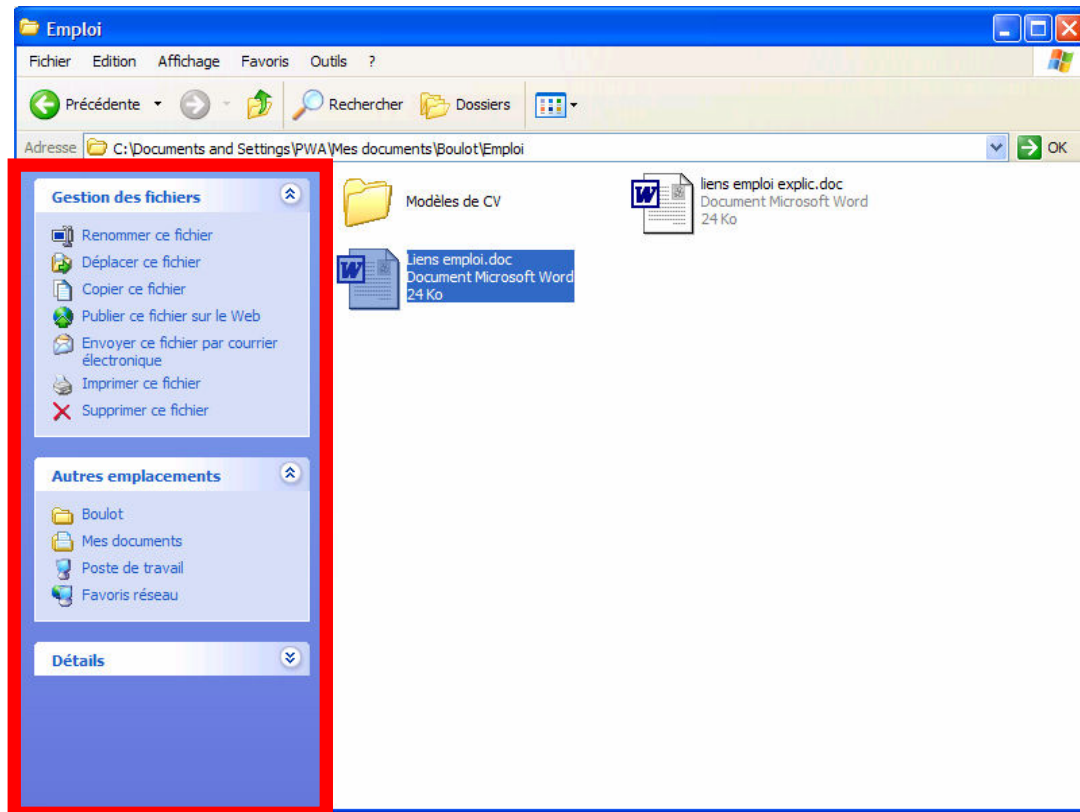 Emploi
Fichier Edition Affichage Favoris Outils ?
Précédente Rechercher Dossiers
Adresse C:\Documents and Settings\PWA\Mes documents\Boulot\Emploi OK
Gestion des fichiers
Renommer ce fichier
Déplacer ce fichier
Copier ce fichier
Publier ce fichier sur le Web
Envoyer ce fichier par courrier
électronique
Imprimer ce fichier
Supprimer ce fichier
Autres emplacements
Boulot
Mes documents
Poste de travail
Favoris réseau
Détails
Modèles de CV
liens emploi explic.doc
Document Microsoft Word
24 Ko
Liens emploi.doc
Document Microsoft Word
24 Ko